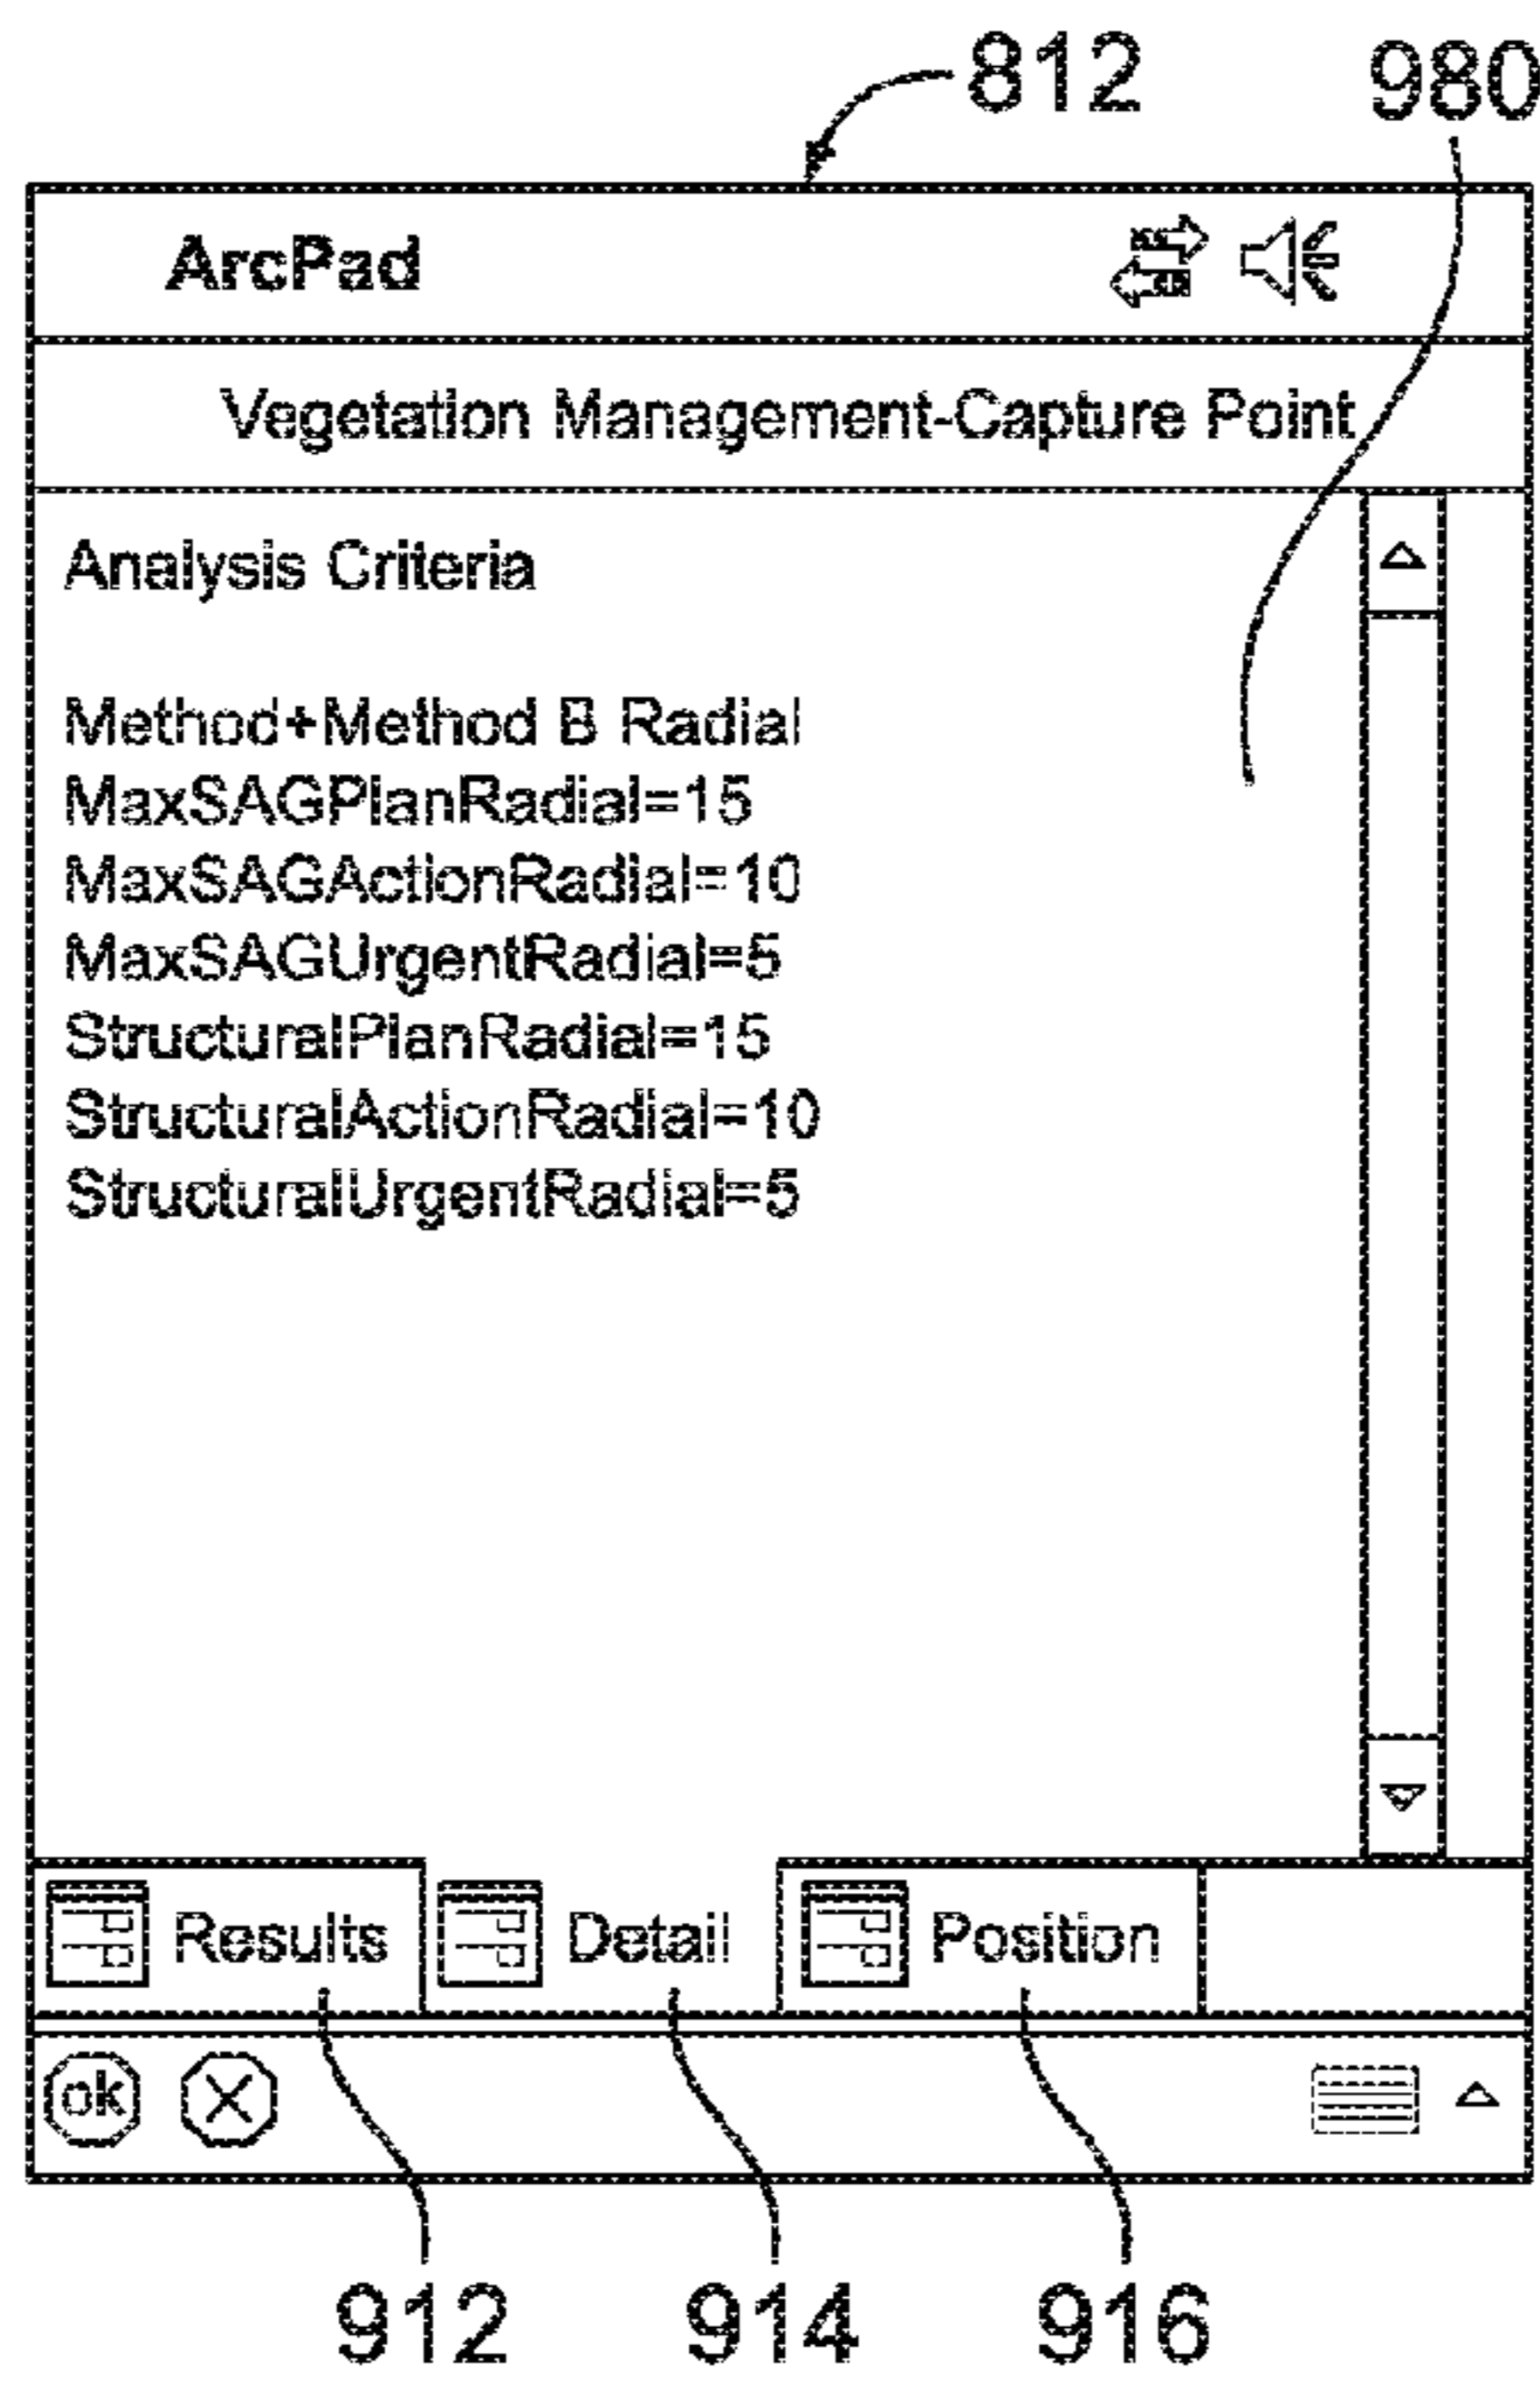 812 980
ArcPad
Vegetation Management-Capture Point
Analysis Criteria
Method+Method B Radial
MaxSAGPlanRadial=15
MaxSAGActionRadial=10
MaxSAGUrgentRadial=5
StructuralPlanRadial=15
StructuralActionRadial=10
StructuralUrgentRadial=5
Results Detail Position
ok
912 914 916